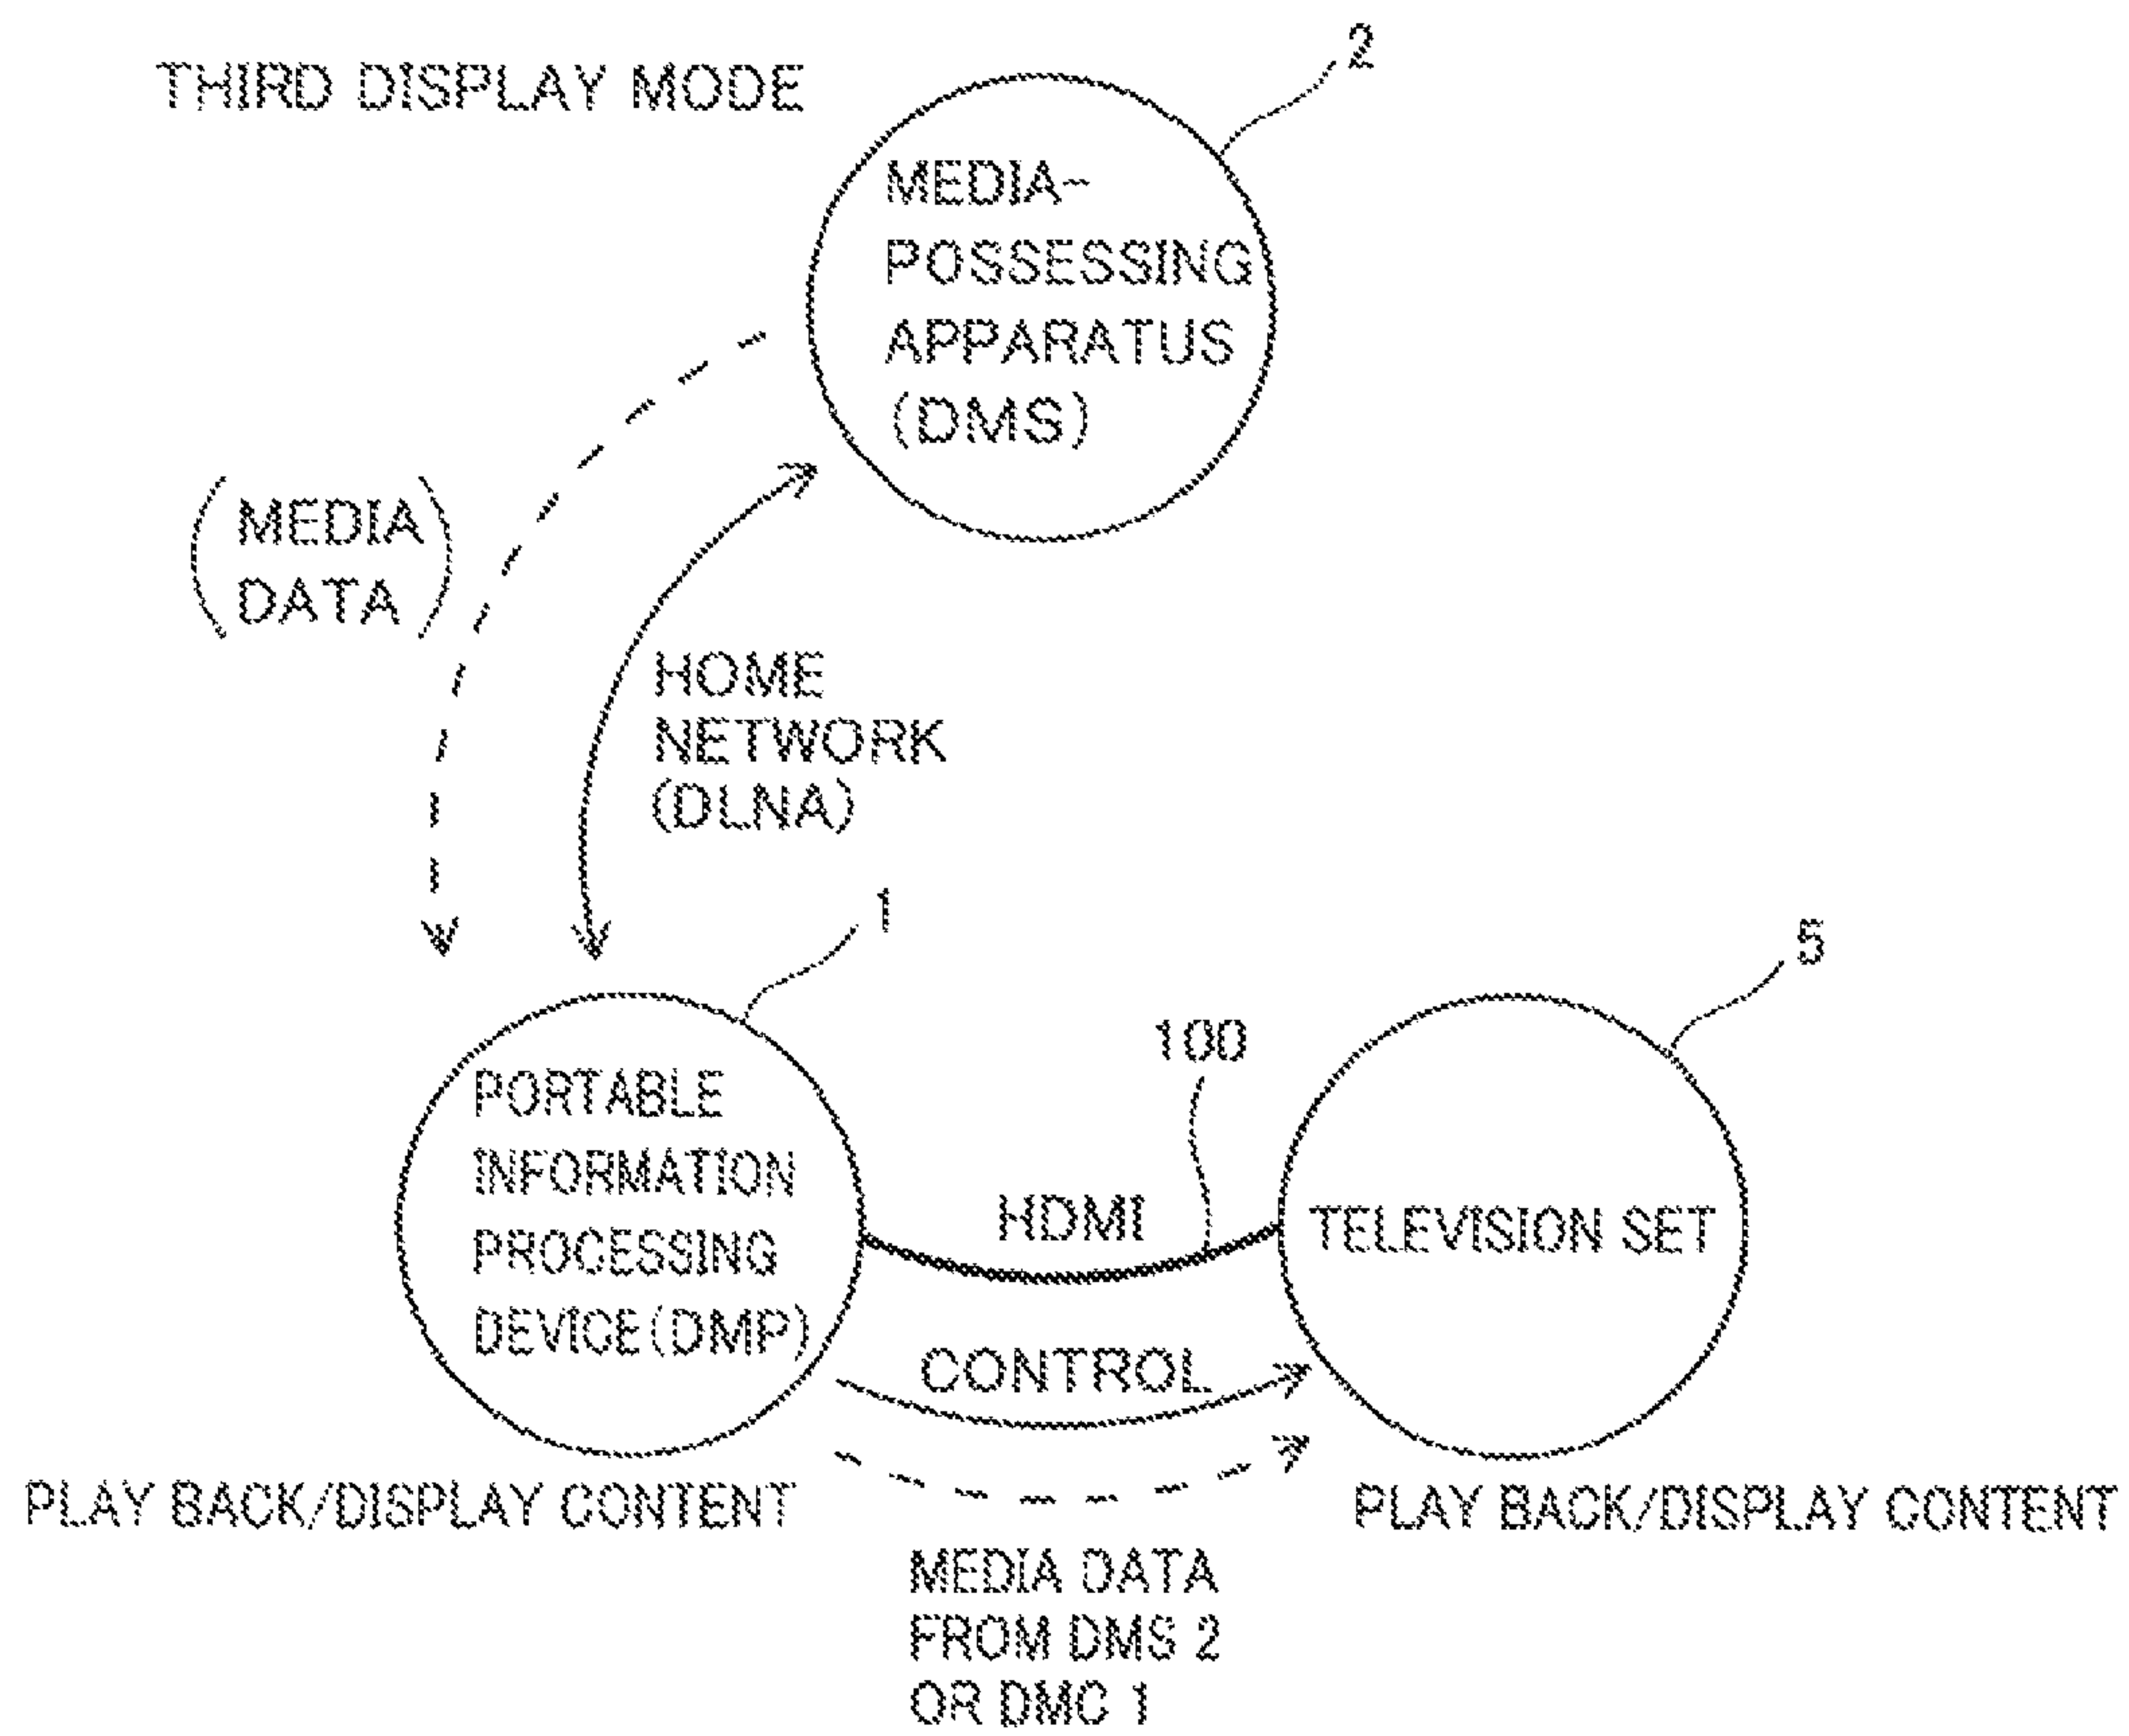 THIRD DISPLAY MODE
2
MEDIA-
POSSESSING
APPARATUS
(DMS)
(MEDIA
DATA)
HOME
NETWORK
(DLNA)
1
5
100
PORTABLE
INFORMATION
PROCESSING
DEVICE(DMP)
HDMI
TELEVISION SET
CONTROL
PLAY BACK/DISPLAY CONTENT
PLAY BACK/DISPLAY CONTENT
MEDIA DATA
FROM DMS 2
OR DMC 1